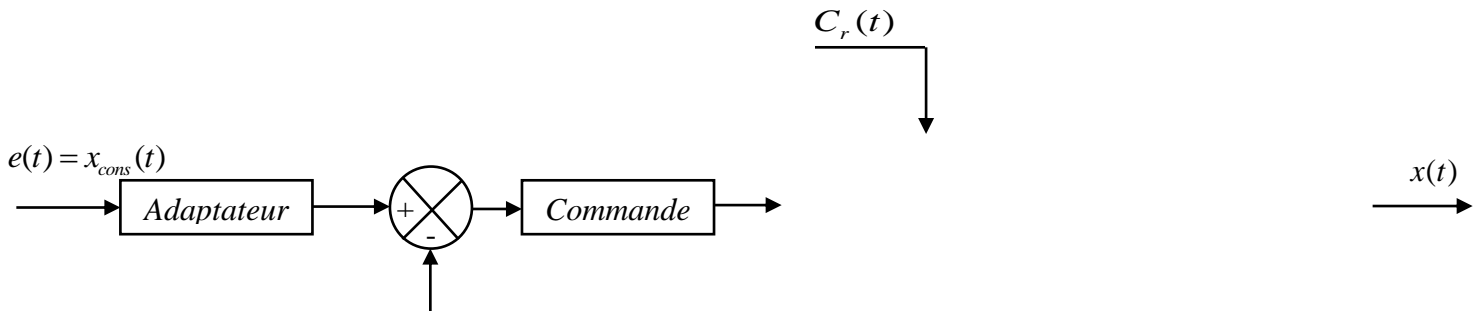 C_r(t)
e(t) = x_cons(t)
x(t)
Adaptateur
+
-
Commande